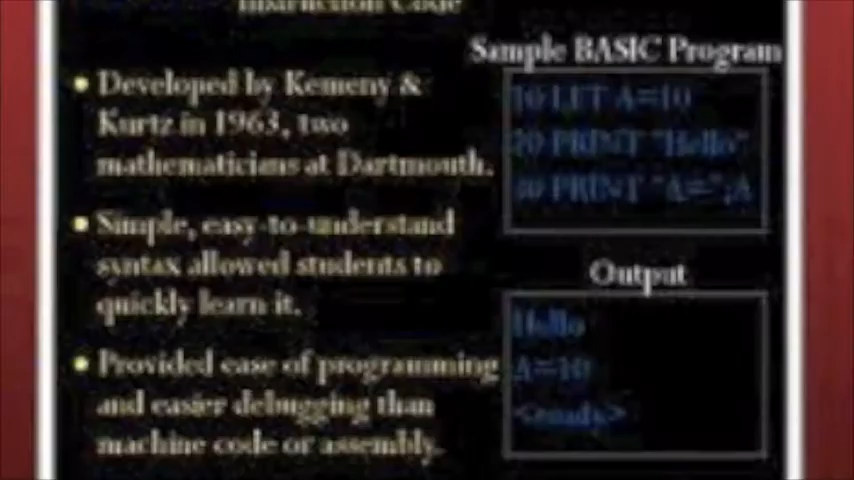 Instruction Code
• Developed by Kemeny &
Kurtz in 1963, two
mathematicians at Dartmouth.
• Simple, easy-to-understand
syntax allowed students to
quickly learn it.
• Provided ease of programming
and easier debugging than
machine code or assembly.
Sample BASIC Program
10 LET A=10
20 PRINT "Hello"
30 PRINT "A=";A
Output
Hello
A=10
<ready>